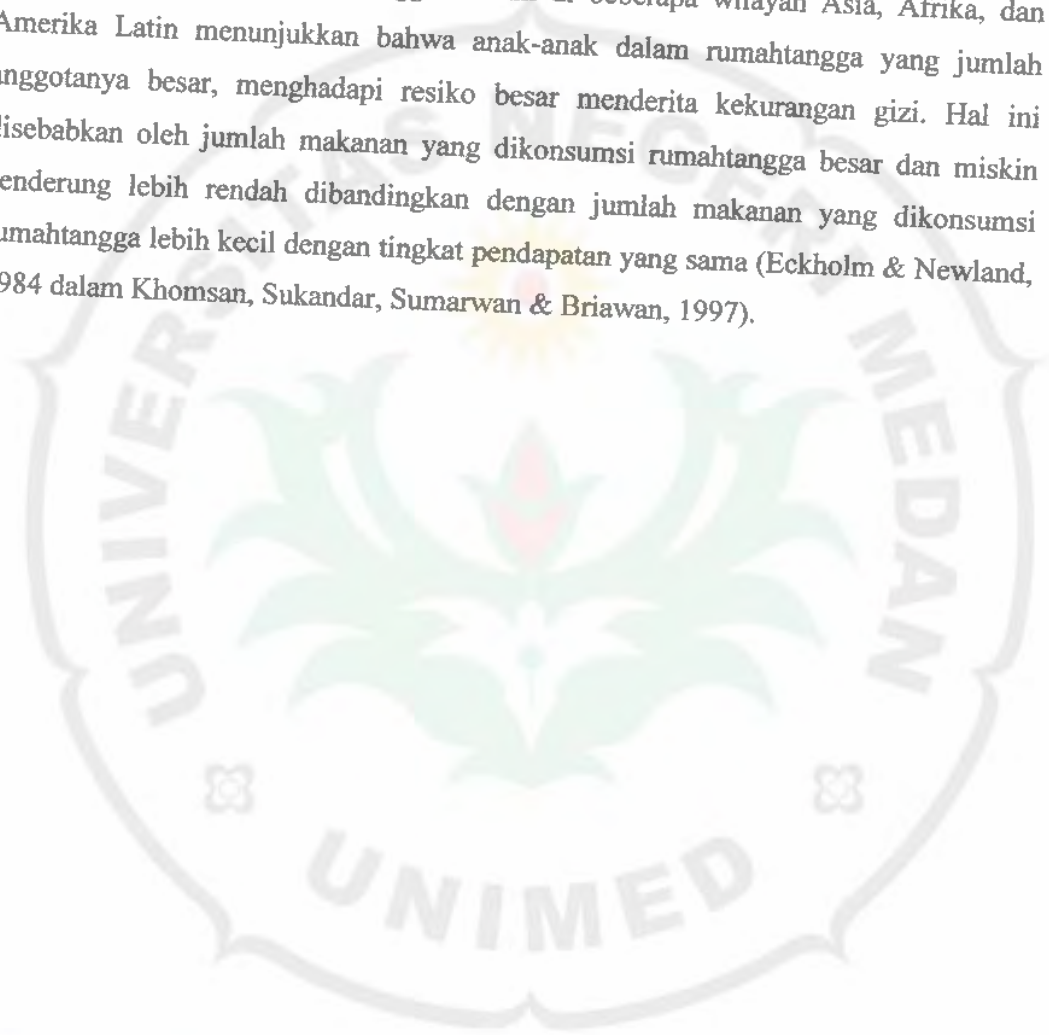 beberapa wilayah Asia, Afrika, dan
Amerika Latin menunjukkan bahwa anak-anak dalam rumahtangga yang jumlah
nggotanya besar, menghadapi resiko besar menderita kekurangan gizi. Hal ini
isebabkan oleh jumlah makanan yang dikonsumsi rumahtangga besar dan miskin
enderung lebih rendah dibandingkan dengan jumlah makanan yang dikonsumsi
umahtangga lebih kecil dengan tingkat pendapatan yang sama (Eckholm & Newland,
984 dalam Khomsan, Sukandar, Sumarwan & Briawan, 1997).
UNIVERSITAS NEGERI MEDAN
UNIMED